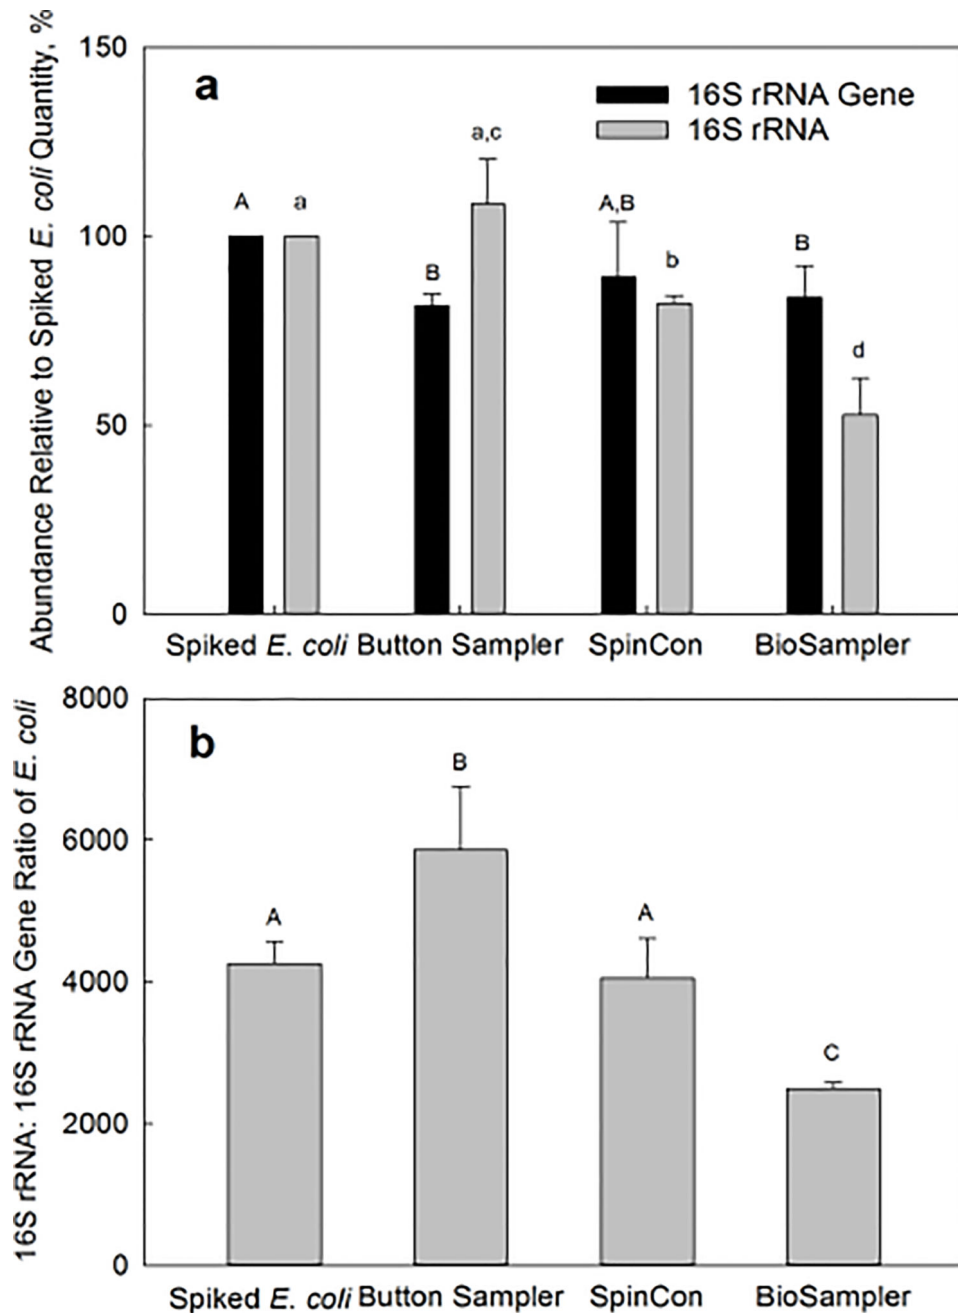 Abundance Relative to Spiked E. coli Quantity, %
150
100
50
0
a
16S rRNA Gene
16S rRNA
A
a
B
a,c
A,B
b
B
d
Spiked E. coli
Button Sampler
SpinCon
BioSampler
16S rRNA: 16S rRNA Gene Ratio of E. coli
8000
6000
4000
2000
0
b
A
B
A
C
Spiked E. coli
Button Sampler
SpinCon
BioSampler